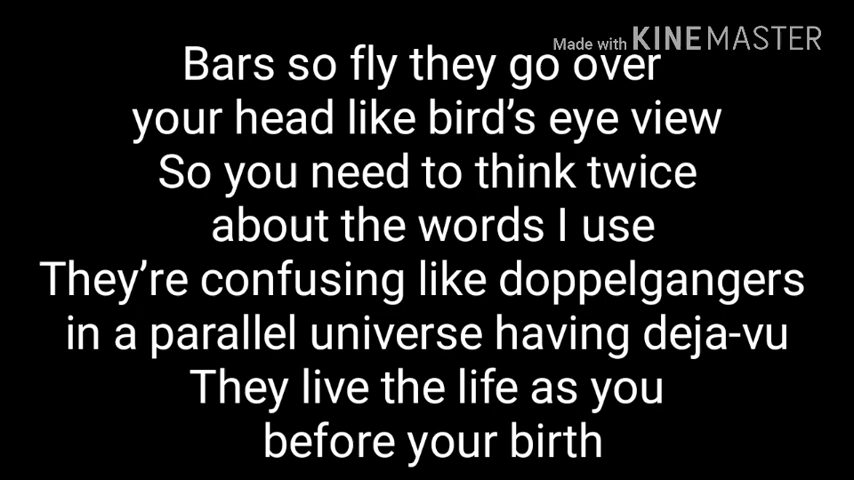 Made with KINEMASTER
Bars so fly they go over
your head like bird’s eye view
So you need to think twice
about the words I use
They’re confusing like doppelgangers
in a parallel universe having deja-vu
They live the life as you
before your birth